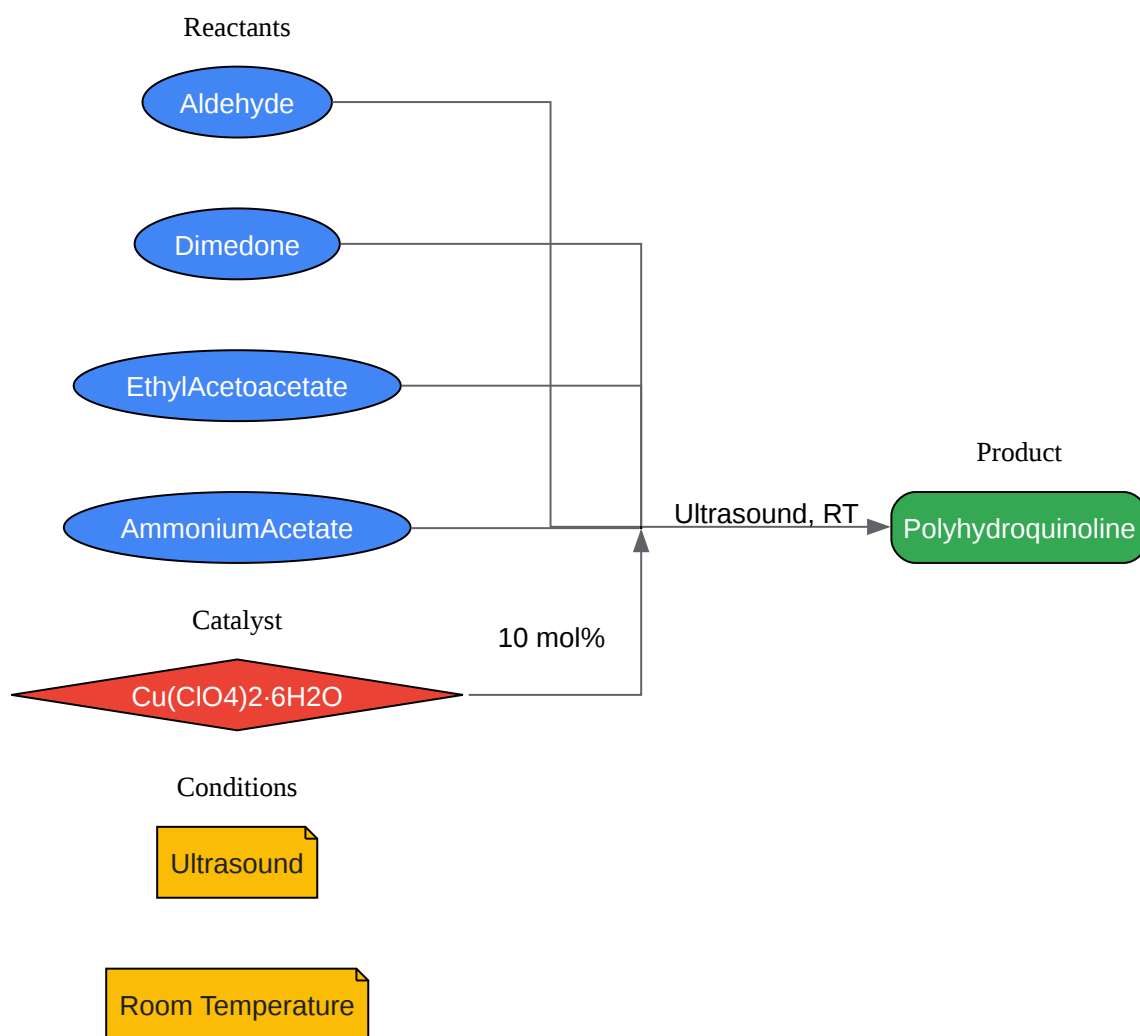 Reactants
Aldehyde
Dimedone
EthylAcetoacetate
AmmoniumAcetate
Ultrasound, RT
Product
Polyhydroquinoline
Catalyst
10 mol%
Cu(ClO4)2·6H2O
Conditions
Ultrasound
Room Temperature